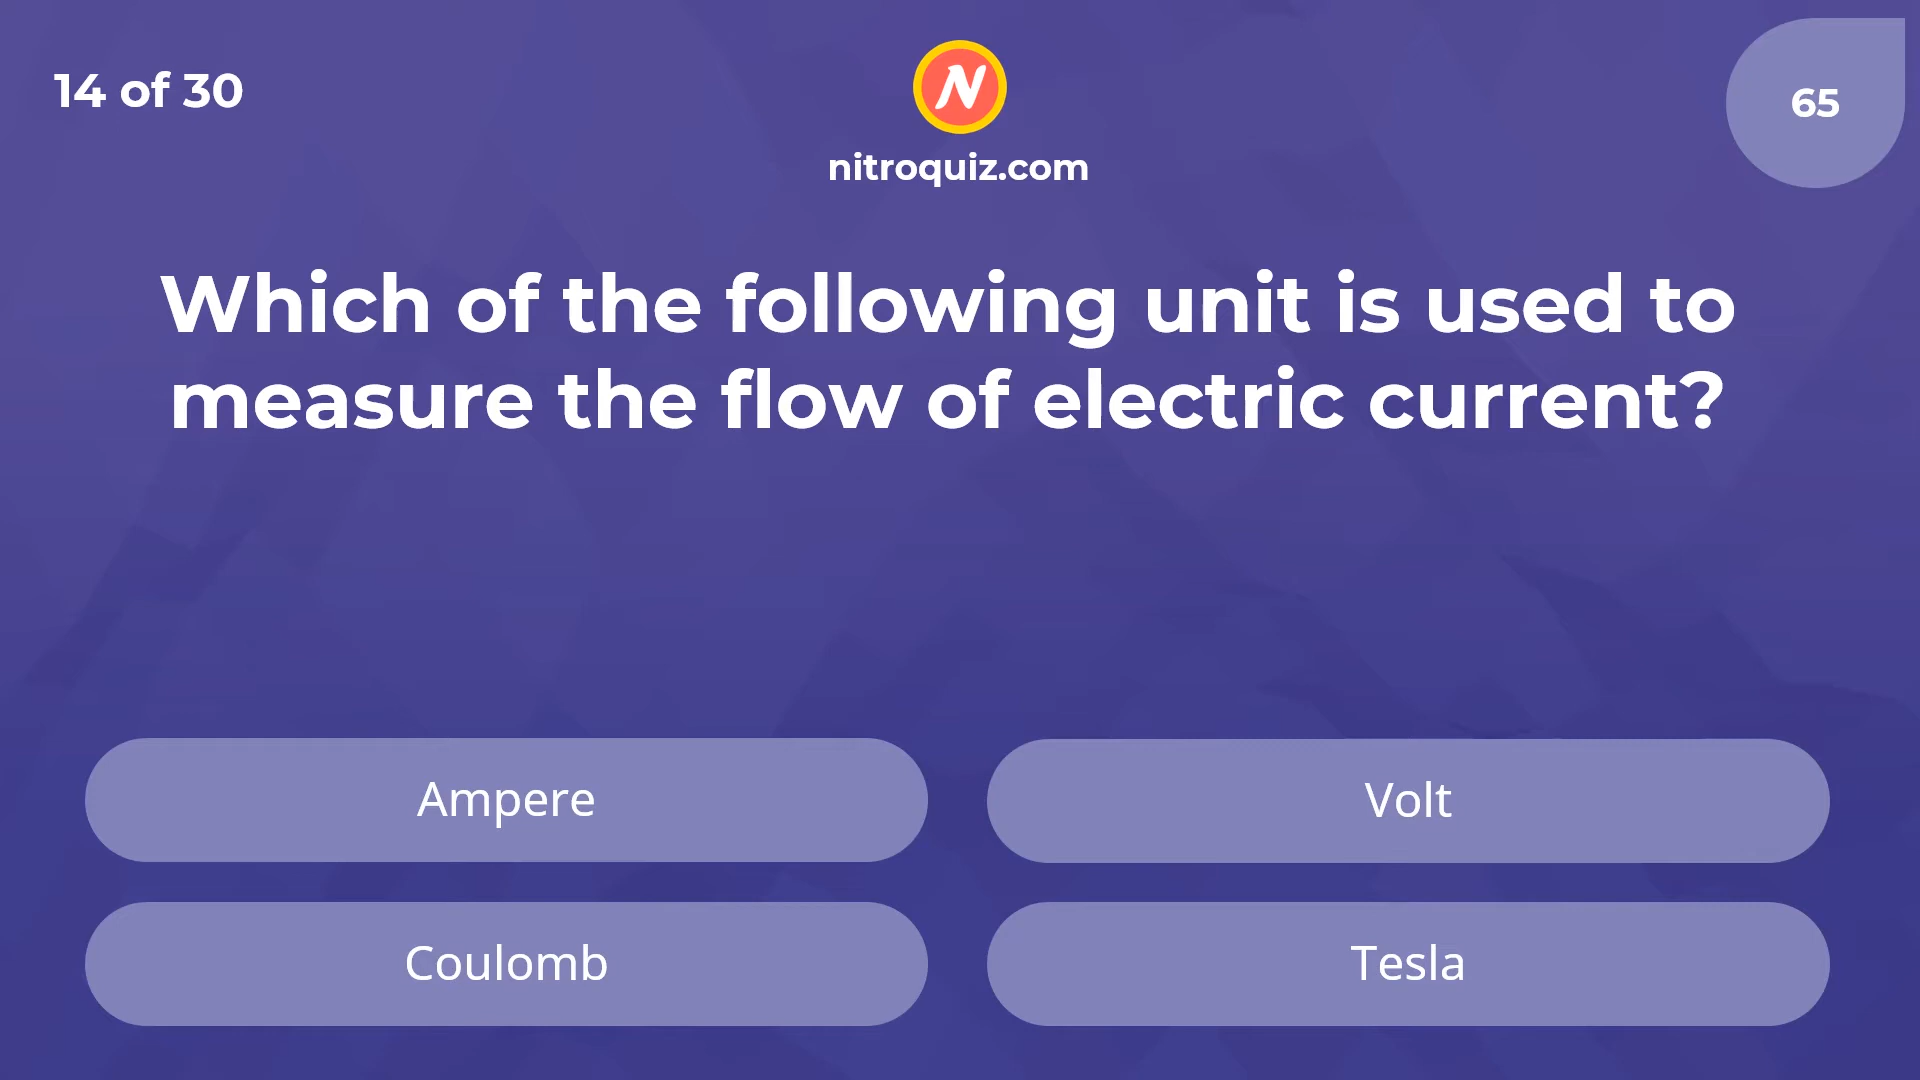 14 of 30
N
nitroquiz.com
65
Which of the following unit is used to
measure the flow of electric current?
Ampere
Volt
Coulomb
Tesla